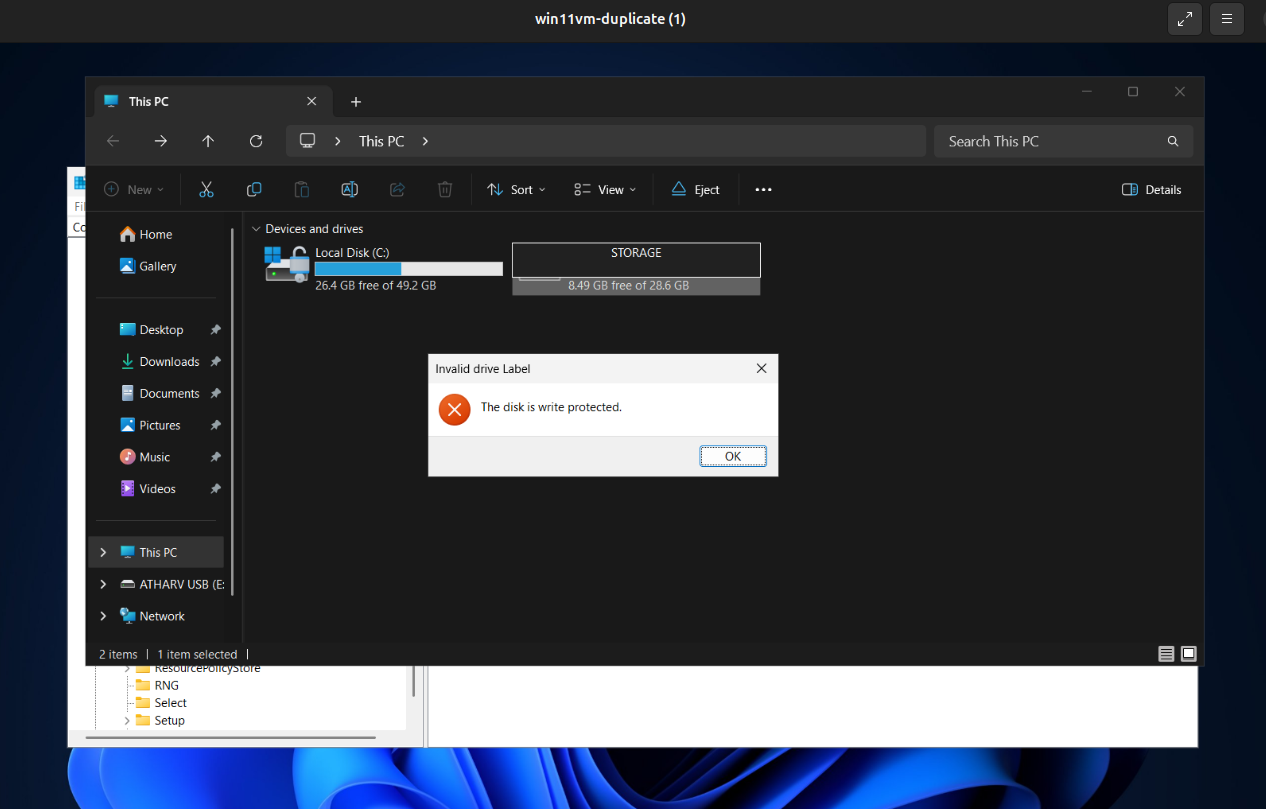 win11vm-duplicate (1)
This PC
This PC
Search This PC
New
Sort
View
Eject
Details
Fil
Co
Home
Gallery
Desktop
Downloads
Documents
Pictures
Music
Videos
This PC
ATHARV USB (E:
Network
Devices and drives
Local Disk (C:)
26.4 GB free of 49.2 GB
STORAGE
8.49 GB free of 28.6 GB
Invalid drive Label
The disk is write protected.
OK
2 items
1 item selected
ResourcePolicyStore
RNG
Select
Setup